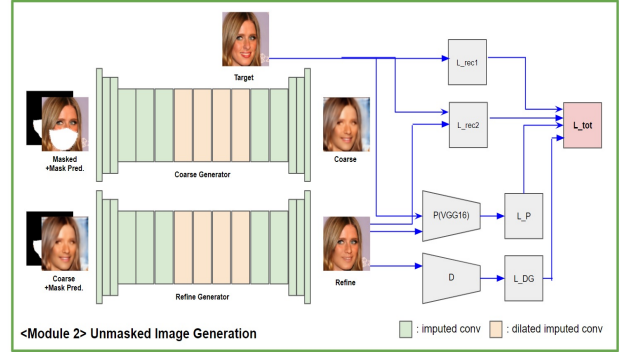 Target
L_rec1
L_rec2
L_tot
Masked
+Mask Pred.
Coarse Generator
Coarse
P(VGG16)
L_P
D
L_DG
Coarse
+Mask Pred.
Refine Generator
Refine
<Module 2> Unmasked Image Generation
: imputed conv
: dilated imputed conv